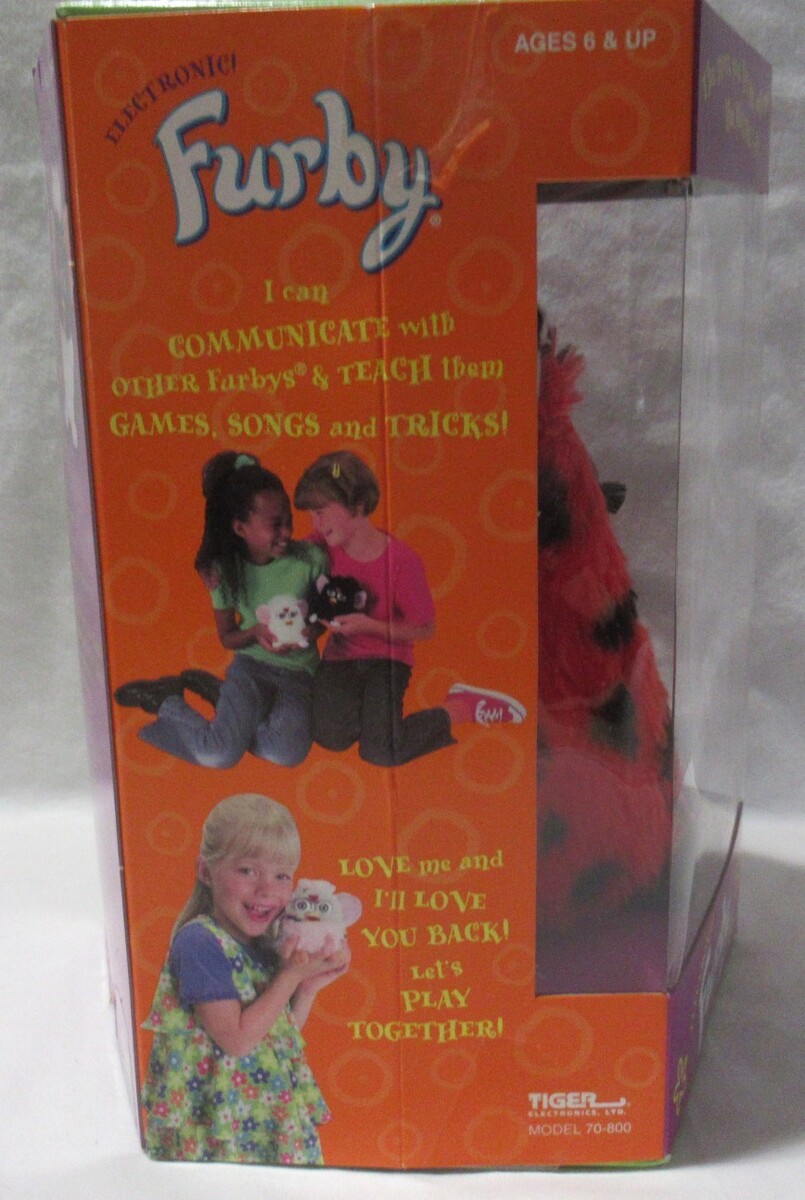 AGES 6 & UP
ELECTRONIC!
Furby®
I can
COMMUNICATE with
OTHER Furbys® & TEACH them
GAMES, SONGS and TRICKS!
LOVE me and
I'll LOVE
YOU BACK!
Let's
PLAY
TOGETHER!
TIGER®
ELECTRONICS, LTD.
MODEL 70-800